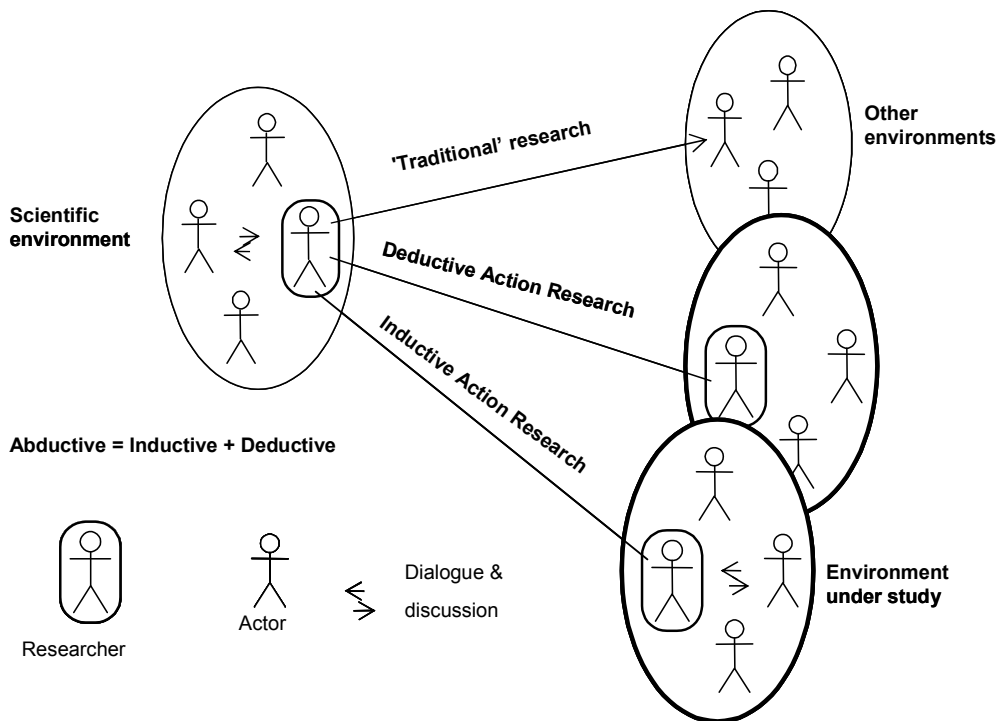 'Traditional’ research
Other
environments
Scientific
environment
Deductive Action Research
Inductive Action Research
Abductive = Inductive + Deductive
Environment
under study
Researcher
Actor
Dialogue &
discussion